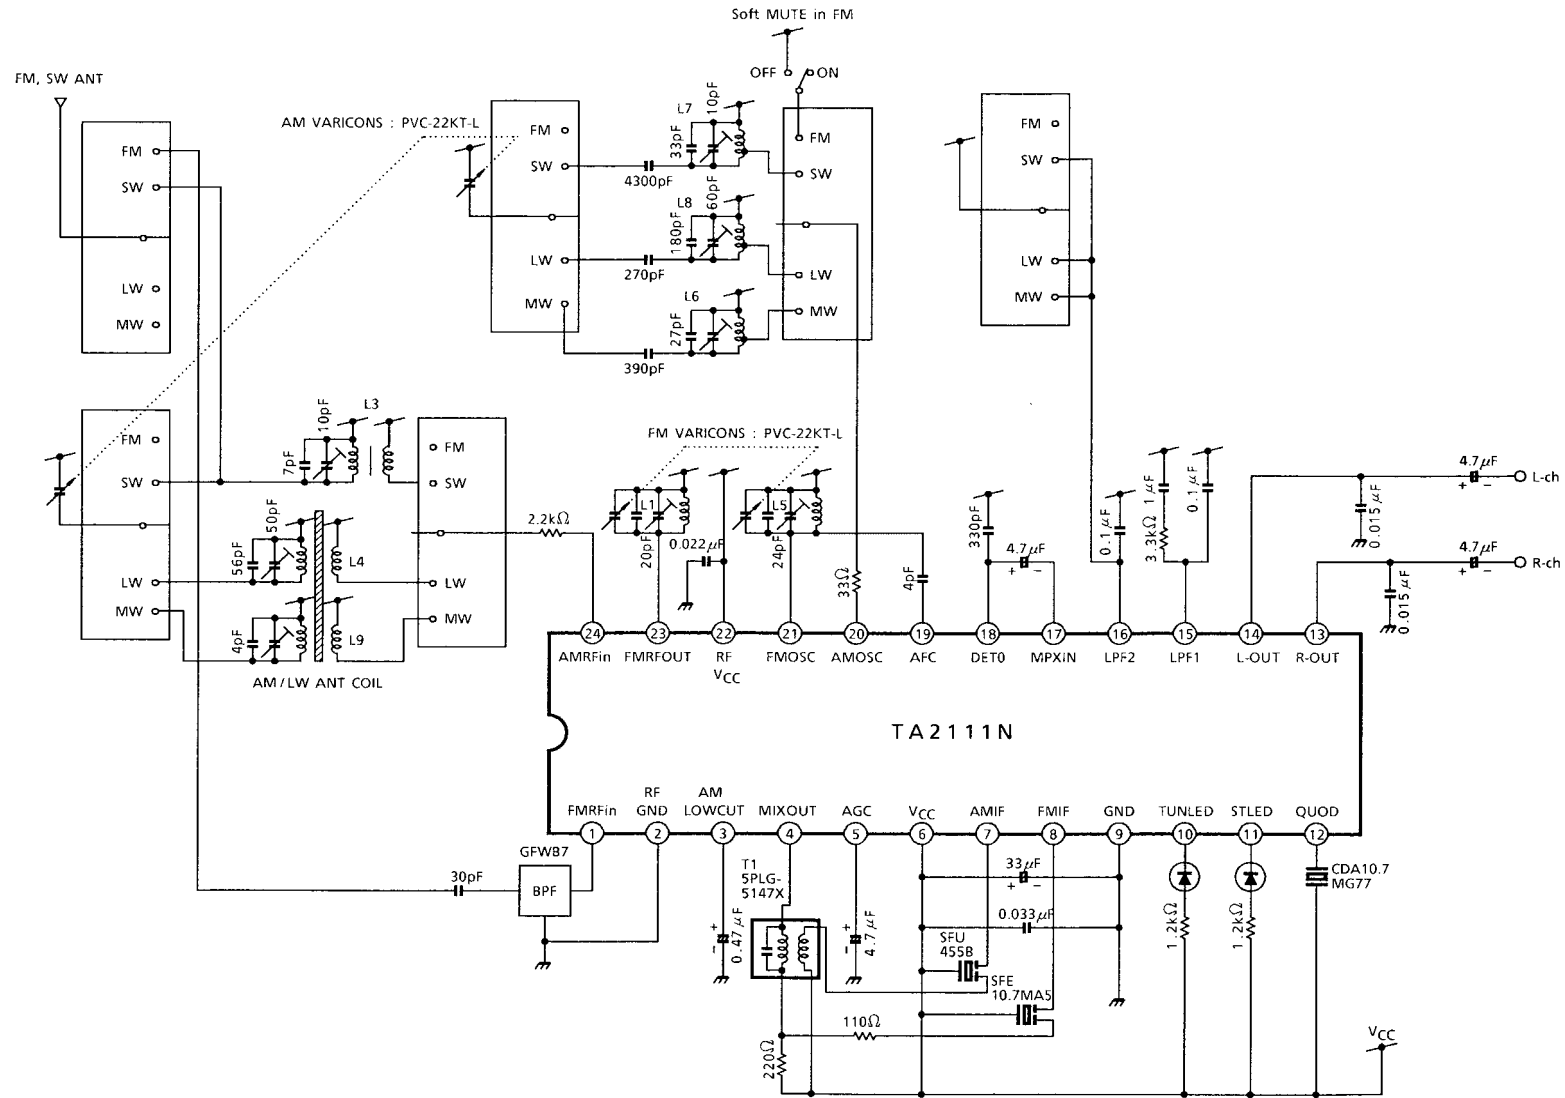 Soft MUTE in FM
OFF ON
FM, SW ANT
AM VARICONS : PVC-22KT-L
FM
SW
LW
MW
FM
SW
LW
MW
4300pF
270pF
390pF
L7
33pF
10pF
L8
180pF
60pF
L6
27pF
FM
SW
LW
MW
FM
SW
LW
MW
FM
SW
LW
MW
7pF
10pF
L3
56pF
50pF
L4
4pF
L9
AM/LW ANT COIL
FM
SW
LW
MW
2.2kΩ
FM VARICONS : PVC-22KT-L
L1
20pF
0.022μF
L5
24pF
33Ω
4pF
330pF
4.7μF
+ −
0.1μF
3.3kΩ
1μF
0.1μF
4.7μF
+ −
L-ch
0.015μF
4.7μF
+ −
R-ch
0.015μF
24 23 22 21 20 19 18 17 16 15 14 13
AMRFin FMRFOUT RF VCC FMOSC AMOSC AFC DET0 MPXIN LPF2 LPF1 L-OUT R-OUT
TA2111N
FMRFin RF GND AM LOWCUT MIXOUT AGC VCC AMIF FMIF GND TUNLED STLED QUOD
1 2 3 4 5 6 7 8 9 10 11 12
30pF
GFWB7
BPF
+ −
0.47μF
T1
5PLG-
5147X
+ −
4.7μF
33μF
+ −
0.033μF
SFU
455B
SFE
10.7MA5
110Ω
220Ω
1.2kΩ
1.2kΩ
CDA10.7
MG77
VCC